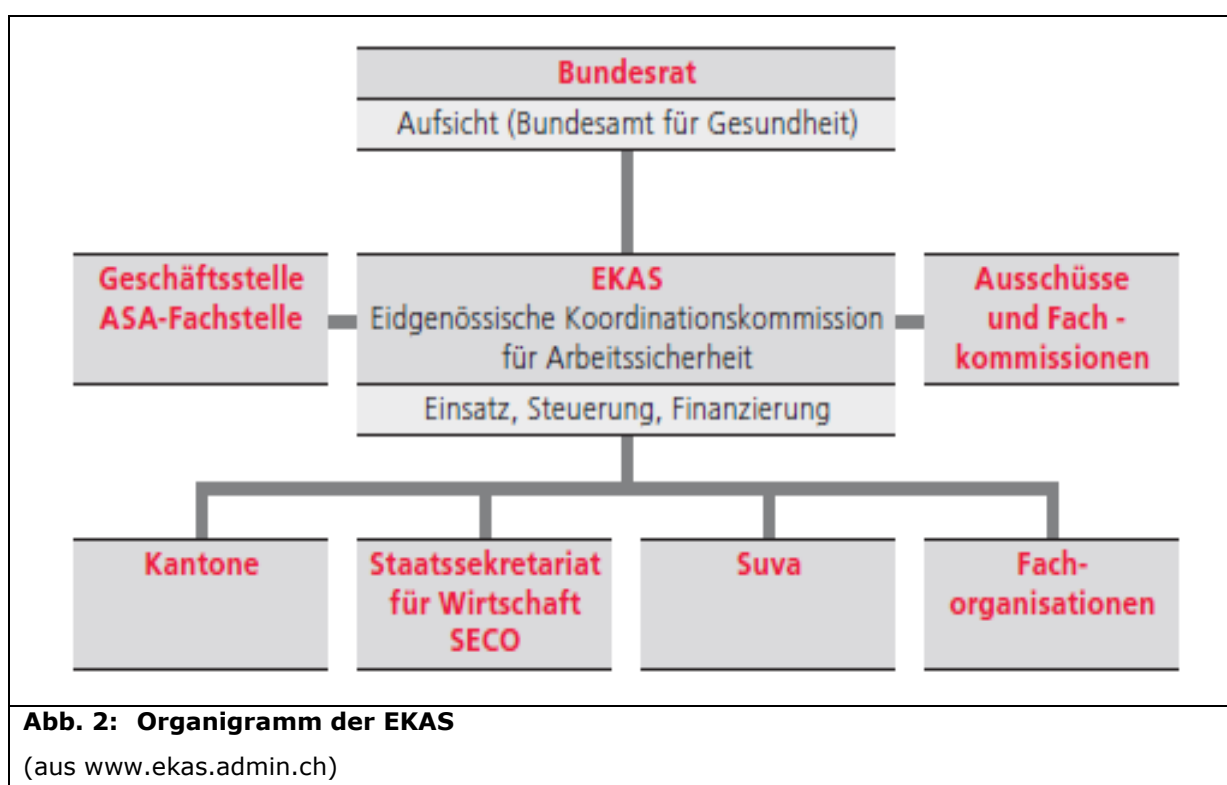 Bundesrat
Aufsicht (Bundesamt für Gesundheit)
Geschäftsstelle
ASA-Fachstelle
EKAS
Eidgenössische Koordinationskommission
für Arbeitssicherheit
Einsatz, Steuerung, Finanzierung
Ausschüsse
und Fach -
kommissionen
Kantone
Staatssekretariat
für Wirtschaft
SECO
Suva
Fach-
organisationen
Abb. 2: Organigramm der EKAS
(aus www.ekas.admin.ch)